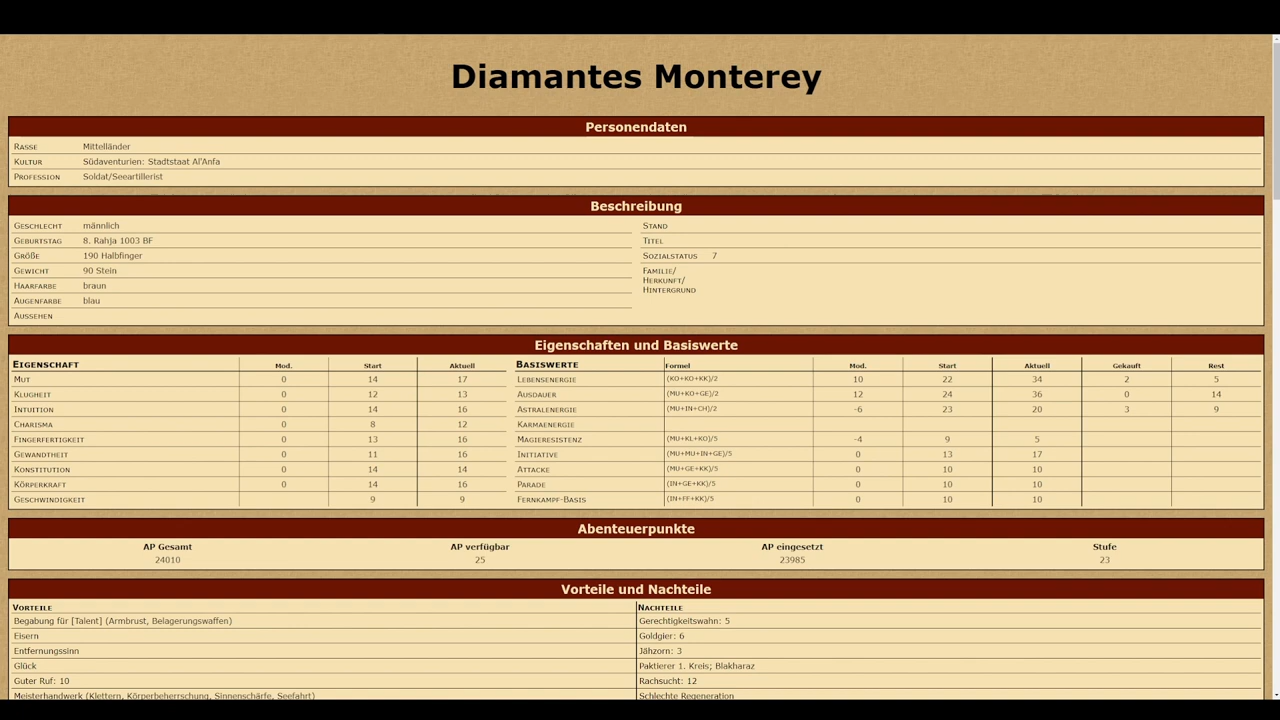 Diamantes Monterey
Personendaten
Rasse Mittelländer
Kultur Südaventurien: Stadtstaat Al'Anfa
Profession Soldat/Seeartillerist
Beschreibung
Geschlecht männlich
Geburtstag 8. Rahja 1003 BF
Größe 190 Halbfinger
Gewicht 90 Stein
Haarfarbe braun
Augenfarbe blau
Aussehen
Stand
Titel
Sozialstatus 7
Familie/
Herkunft/
Hintergrund
Eigenschaften und Basiswerte
Eigenschaft Mod. Start Aktuell
Mut 0 14 17
Klugheit 0 12 13
Intuition 0 14 16
Charisma 0 8 12
Fingerfertigkeit 0 13 16
Gewandtheit 0 11 16
Konstitution 0 14 14
Körperkraft 0 14 16
Geschwindigkeit 9 9
Basiswerte Formel Mod. Start Aktuell Gekauft Rest
Lebensenergie (KO+KO+KK)/2 10 22 34 2 5
Ausdauer (MU+KO+GE)/2 12 24 36 0 14
Astralenergie (MU+IN+CH)/2 -6 23 20 3 9
Karmaenergie
Magieresistenz (MU+KL+KO)/5 -4 9 5
Initiative (MU+MU+IN+GE)/5 0 13 17
Attacke (MU+GE+KK)/5 0 10 10
Parade (IN+GE+KK)/5 0 10 10
Fernkampf-Basis (IN+FF+KK)/5 0 10 10
Abenteuerpunkte
AP Gesamt AP verfügbar AP eingesetzt Stufe
24010 25 23985 23
Vorteile und Nachteile
Vorteile
Begabung für [Talent] (Armbrust, Belagerungswaffen)
Eisern
Entfernungssinn
Glück
Guter Ruf: 10
Meisterhandwerk (Klettern, Körperbeherrschung, Sinnenschärfe, Seefahrt)
Nachteile
Gerechtigkeitswahn: 5
Goldgier: 6
Jähzorn: 3
Paktierer 1. Kreis; Blakharaz
Rachsucht: 12
Schlechte Regeneration